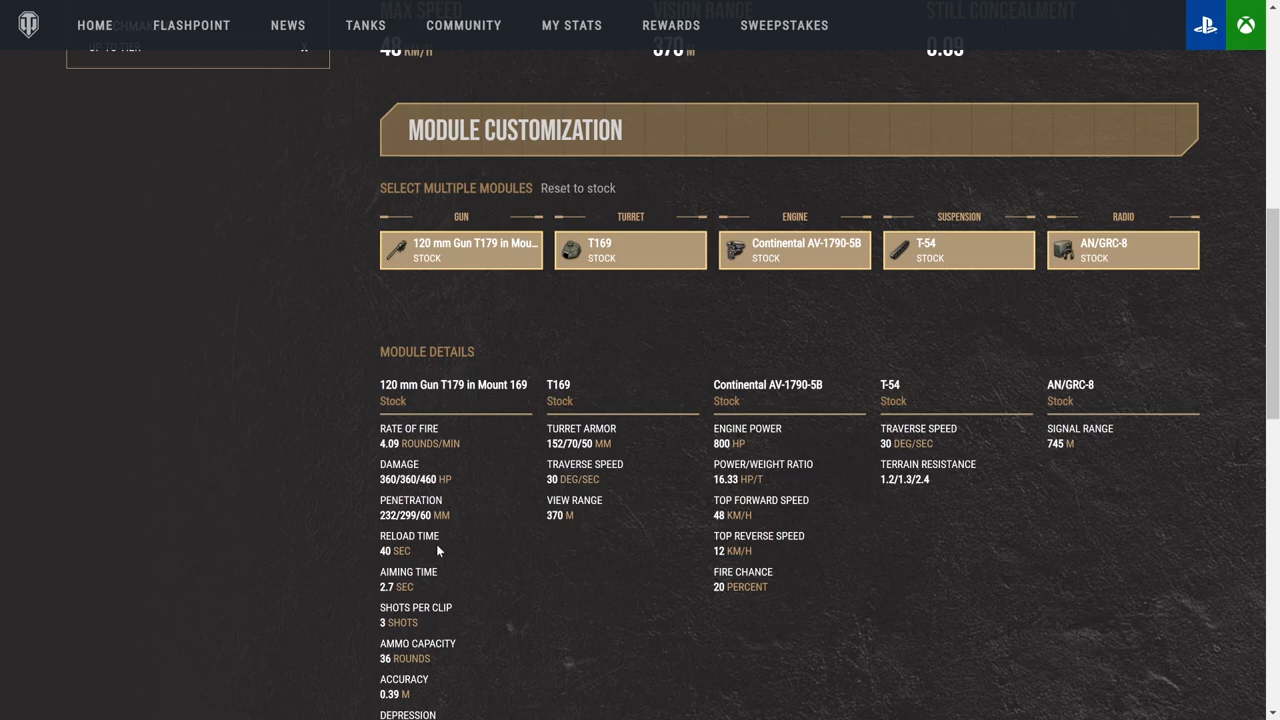 HOME FLASHPOINT NEWS TANKS COMMUNITY MY STATS REWARDS SWEEPSTAKES
MAX SPEED VISION RANGE STILL CONCEALMENT
UP TO TIER X
48 KM/H 370 M 0.09
MODULE CUSTOMIZATION
SELECT MULTIPLE MODULES Reset to stock
GUN TURRET ENGINE SUSPENSION RADIO
120 mm Gun T179 in Mou... T169 Continental AV-1790-5B T-54 AN/GRC-8
STOCK STOCK STOCK STOCK STOCK
MODULE DETAILS
120 mm Gun T179 in Mount 169
Stock
RATE OF FIRE
4.09 ROUNDS/MIN
DAMAGE
360/360/460 HP
PENETRATION
232/299/60 MM
RELOAD TIME
40 SEC
AIMING TIME
2.7 SEC
SHOTS PER CLIP
3 SHOTS
AMMO CAPACITY
36 ROUNDS
ACCURACY
0.39 M
DEPRESSION
T169
Stock
TURRET ARMOR
152/70/50 MM
TRAVERSE SPEED
30 DEG/SEC
VIEW RANGE
370 M
Continental AV-1790-5B
Stock
ENGINE POWER
800 HP
POWER/WEIGHT RATIO
16.33 HP/T
TOP FORWARD SPEED
48 KM/H
TOP REVERSE SPEED
12 KM/H
FIRE CHANCE
20 PERCENT
T-54
Stock
TRAVERSE SPEED
30 DEG/SEC
TERRAIN RESISTANCE
1.2/1.3/2.4
AN/GRC-8
Stock
SIGNAL RANGE
745 M